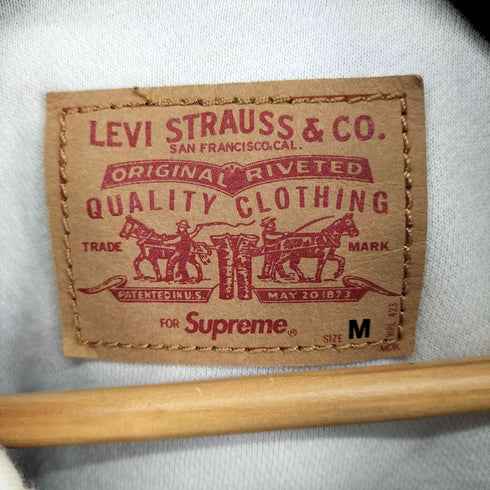 LEVI STRAUSS & CO.
SAN FRANCISCO, CAL.
ORIGINAL RIVETED
QUALITY CLOTHING
TRADE MARK
PATENTED IN U.S. MAY 20 1873
FOR Supreme® SIZE M